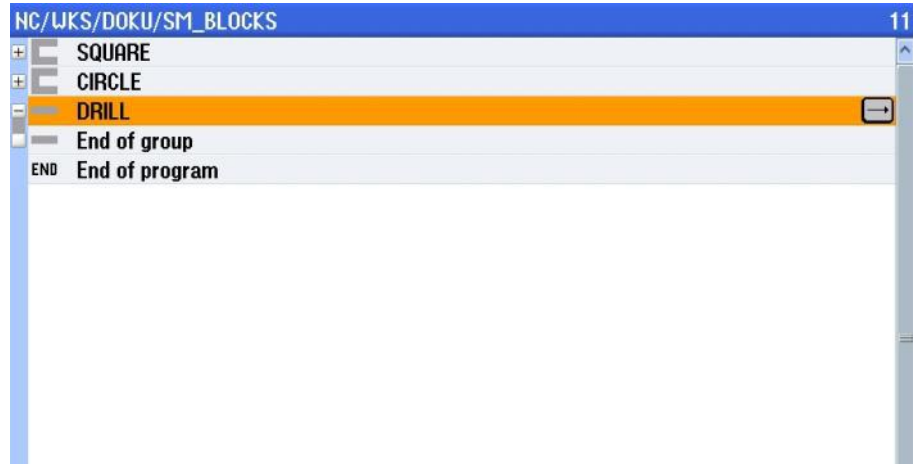 NC/WKS/DOKU/SM_BLOCKS 11
SQUARE
CIRCLE
DRILL
End of group
END End of program